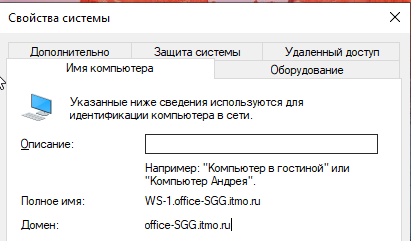 Свойства системы
Дополнительно Защита системы Удаленный доступ
Имя компьютера Оборудование
Указанные ниже сведения используются для
идентификации компьютера в сети.
Описание:
Например: "Компьютер в гостиной" или
"Компьютер Андрея".
Полное имя: WS-1.office-SGG.itmo.ru
Домен: office-SGG.itmo.ru